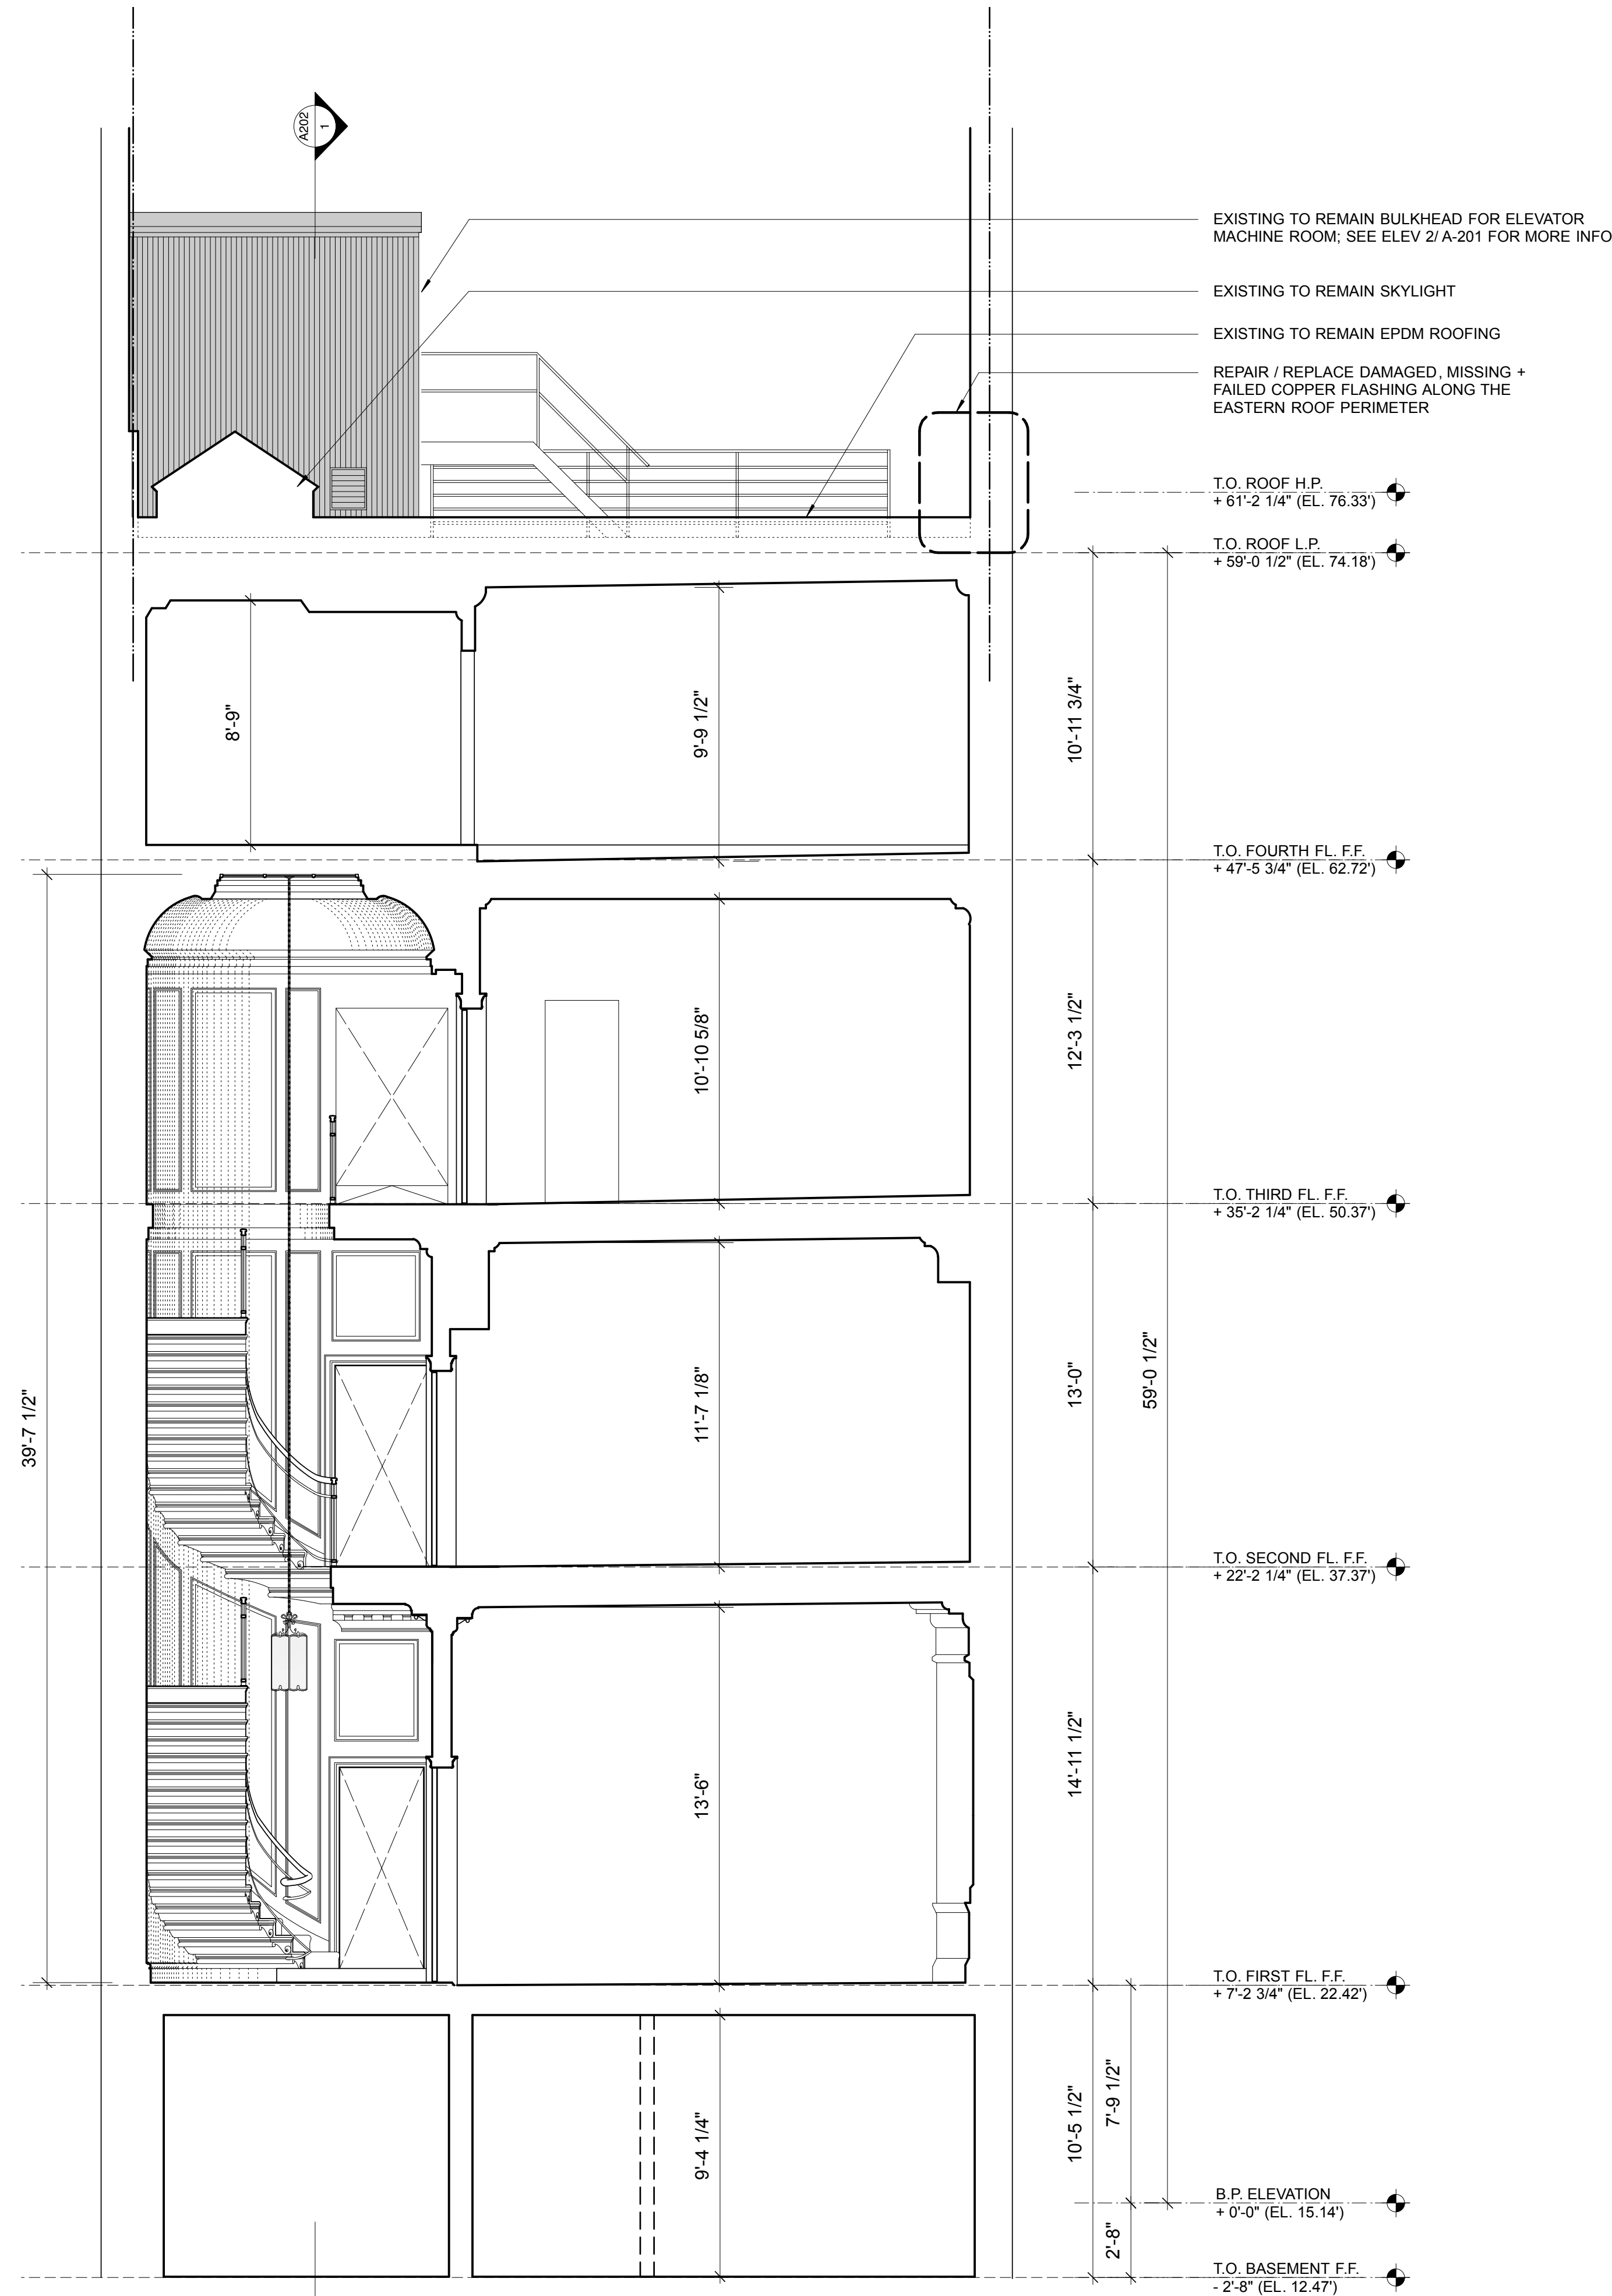 A202
1
EXISTING TO REMAIN BULKHEAD FOR ELEVATOR
MACHINE ROOM; SEE ELEV 2/ A-201 FOR MORE INFO
EXISTING TO REMAIN SKYLIGHT
EXISTING TO REMAIN EPDM ROOFING
REPAIR / REPLACE DAMAGED, MISSING +
FAILED COPPER FLASHING ALONG THE
EASTERN ROOF PERIMETER
T.O. ROOF H.P.
+ 61'-2 1/4" (EL. 76.33')
T.O. ROOF L.P.
+ 59'-0 1/2" (EL. 74.18')
8'-9"
9'-9 1/2"
10'-11 3/4"
T.O. FOURTH FL. F.F.
+ 47'-5 3/4" (EL. 62.72')
10'-10 5/8"
12'-3 1/2"
T.O. THIRD FL. F.F.
+ 35'-2 1/4" (EL. 50.37')
39'-7 1/2"
11'-7 1/8"
13'-0"
59'-0 1/2"
T.O. SECOND FL. F.F.
+ 22'-2 1/4" (EL. 37.37')
13'-6"
14'-11 1/2"
T.O. FIRST FL. F.F.
+ 7'-2 3/4" (EL. 22.42')
9'-4 1/4"
10'-5 1/2"
7'-9 1/2"
B.P. ELEVATION
+ 0'-0" (EL. 15.14')
2'-8"
T.O. BASEMENT F.F.
- 2'-8" (EL. 12.47')